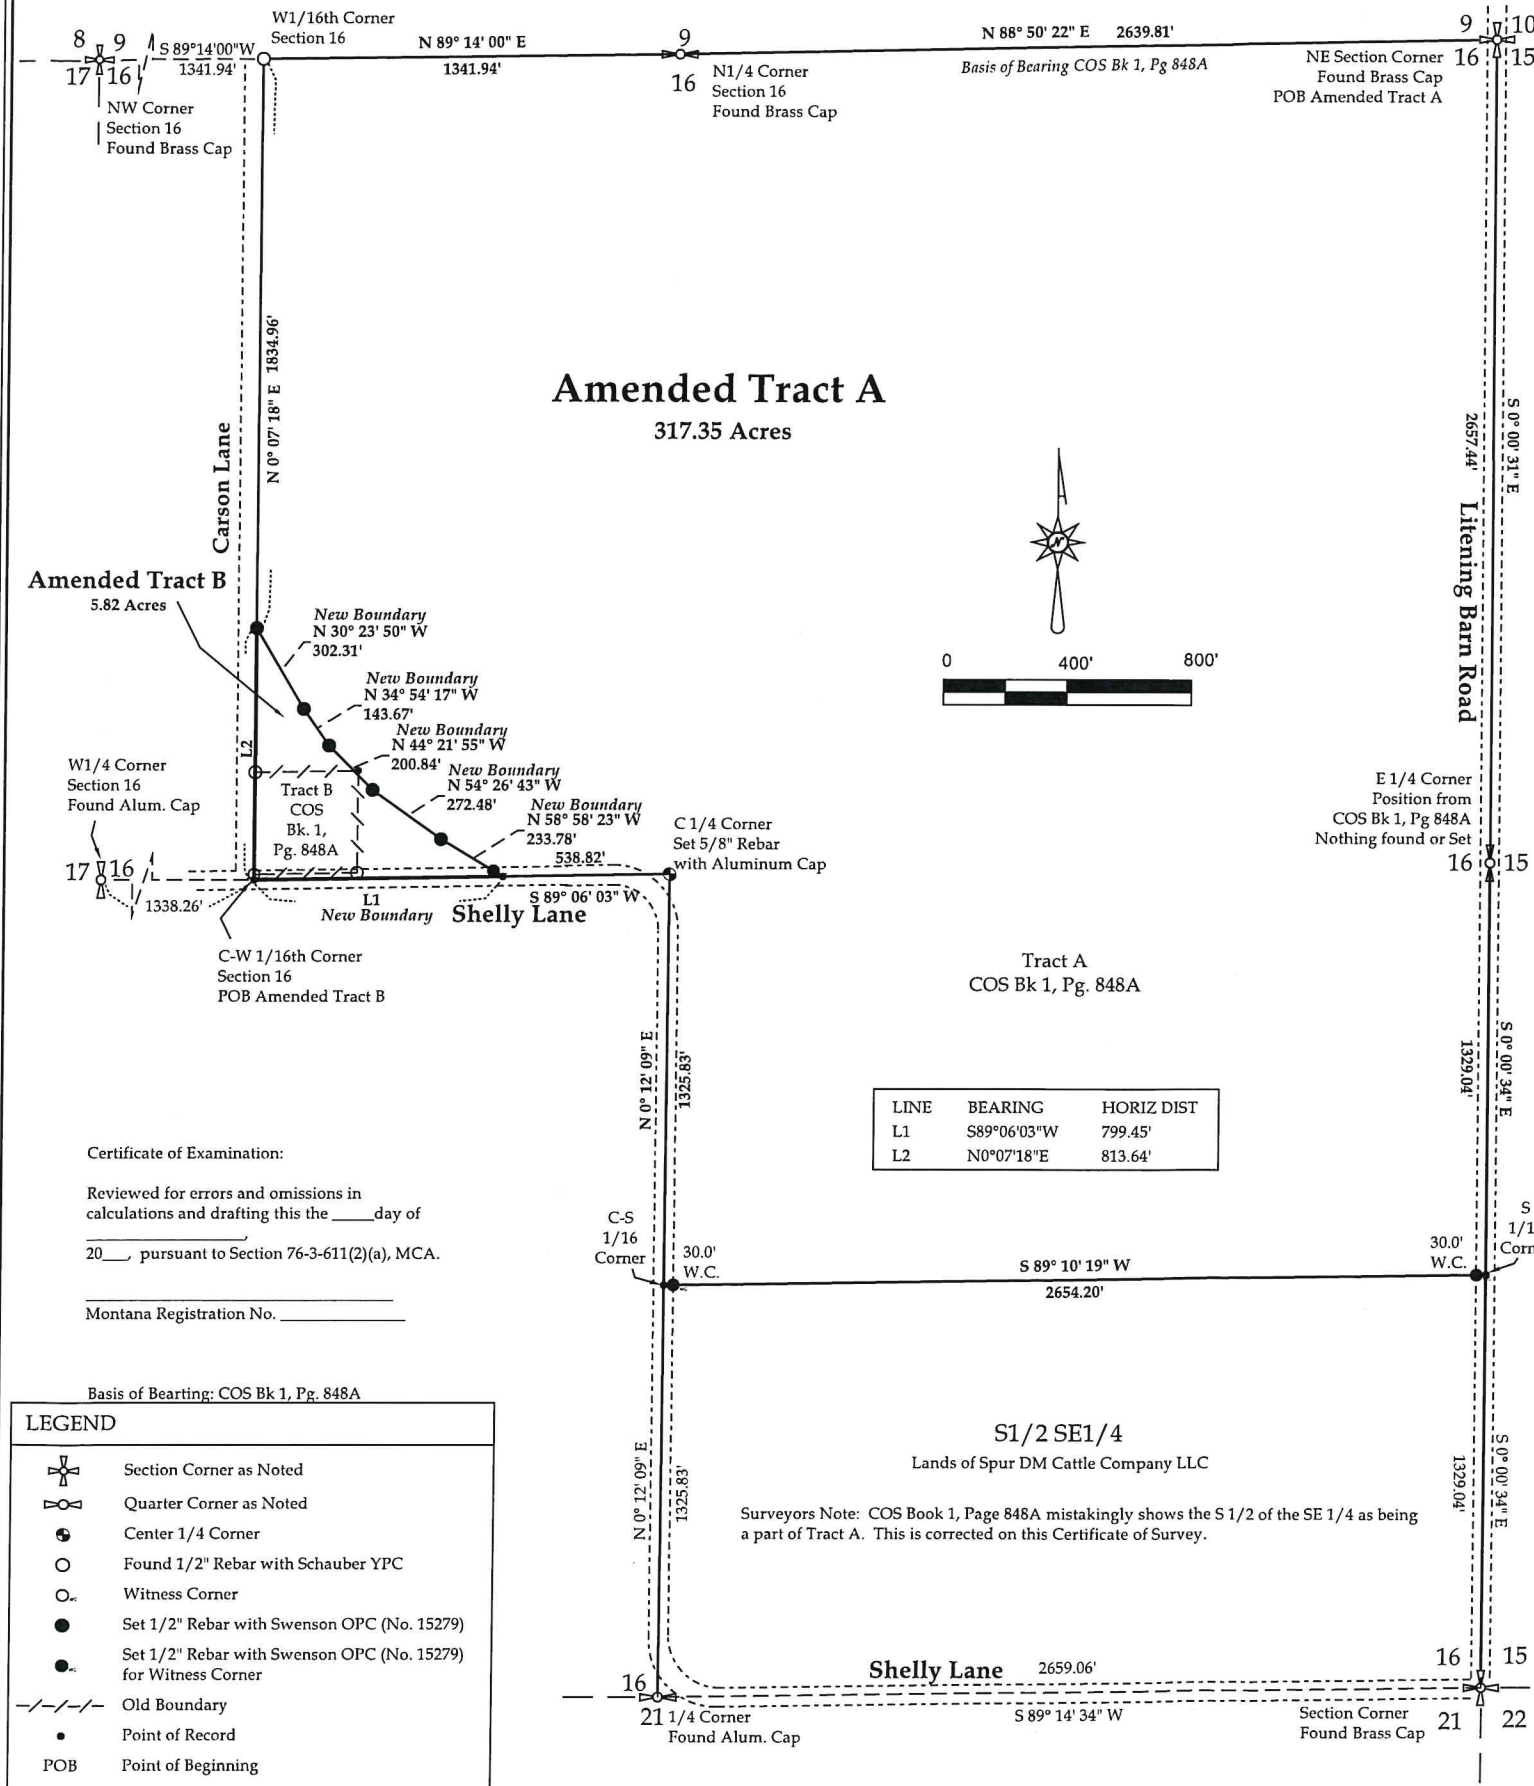 W1/16th Corner
Section 16
8 9
17 16
S 89°14'00"W
1341.94'
NW Corner
Section 16
Found Brass Cap
N 89° 14' 00" E
1341.94'
9
16
N1/4 Corner
Section 16
Found Brass Cap
N 88° 50' 22" E 2639.81'
Basis of Bearing COS Bk 1, Pg 848A
9 10
16 15
NE Section Corner
Found Brass Cap
POB Amended Tract A
N 0° 07' 18" E 1834.96'
Carson Lane
Amended Tract A
317.35 Acres
2657.44'
S 0° 00' 31" E
Litening Barn Road
N
0 400' 800'
Amended Tract B
5.82 Acres
New Boundary
N 30° 23' 50" W
302.31'
New Boundary
N 34° 54' 17" W
143.67'
New Boundary
N 44° 21' 55" W
200.84'
New Boundary
N 54° 26' 43" W
272.48'
New Boundary
N 58° 58' 23" W
233.78'
538.82'
L2
Tract B
COS
Bk. 1,
Pg. 848A
W1/4 Corner
Section 16
Found Alum. Cap
17 16
1338.26'
L1
New Boundary
Shelly Lane
S 89° 06' 03" W
C 1/4 Corner
Set 5/8" Rebar
with Aluminum Cap
C-W 1/16th Corner
Section 16
POB Amended Tract B
E 1/4 Corner
Position from
COS Bk 1, Pg 848A
Nothing found or Set
16 15
Tract A
COS Bk 1, Pg. 848A
N 0° 12' 09" E
1325.83'
1329.04'
S 0° 00' 34" E
LINE BEARING HORIZ DIST
L1 S89°06'03"W 799.45'
L2 N0°07'18"E 813.64'
Certificate of Examination:
Reviewed for errors and omissions in
calculations and drafting this the _____day of
____________________,
20___, pursuant to Section 76-3-611(2)(a), MCA.
Montana Registration No. ______________
C-S
1/16
Corner
30.0'
W.C.
S 89° 10' 19" W
2654.20'
30.0'
W.C.
S
Basis of Bearting: COS Bk 1, Pg. 848A
LEGEND
Section Corner as Noted
Quarter Corner as Noted
Center 1/4 Corner
Found 1/2" Rebar with Schauber YPC
Witness Corner
Set 1/2" Rebar with Swenson OPC (No. 15279)
Set 1/2" Rebar with Swenson OPC (No. 15279)
for Witness Corner
Old Boundary
Point of Record
POB Point of Beginning
S1/2 SE1/4
Lands of Spur DM Cattle Company LLC
Surveyors Note: COS Book 1, Page 848A mistakingly shows the S 1/2 of the SE 1/4 as being
a part of Tract A. This is corrected on this Certificate of Survey.
N 0° 12' 09" E
1325.83'
1329.04'
S 0° 00' 34" E
16
21
1/4 Corner
Found Alum. Cap
Shelly Lane 2659.06'
S 89° 14' 34" W
16 15
21 22
Section Corner
Found Brass Cap